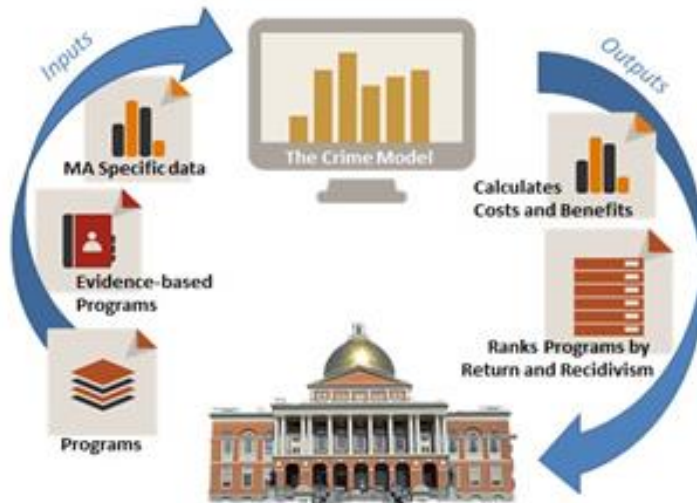 Inputs
MA Specific data
Evidence-based
Programs
Programs
The Crime Model
Outputs
Calculates
Costs and Benefits
Ranks Programs by
Return and Recidivism